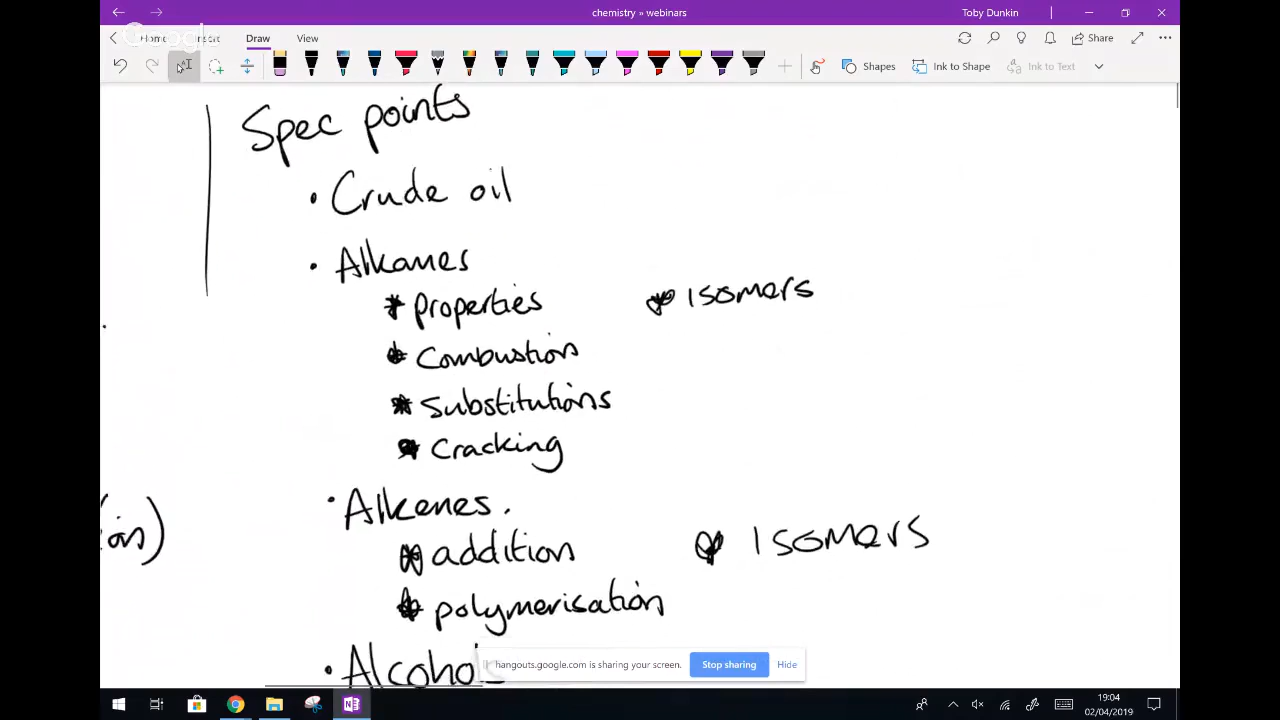 chemistry » webinars
Toby Dunkin
Google
Home
Draw
View
Share
Shapes
Ink to Shape
Ink to Text
Spec points
• Crude oil
• Alkanes
* properties * Isomers
* Combustion
* Substitutions
* Cracking
• Alkenes.
* addition * Isomers
* polymerisation
• Alcohols
hangouts.google.com is sharing your screen.
Stop sharing
Hide
19:04
02/04/2019